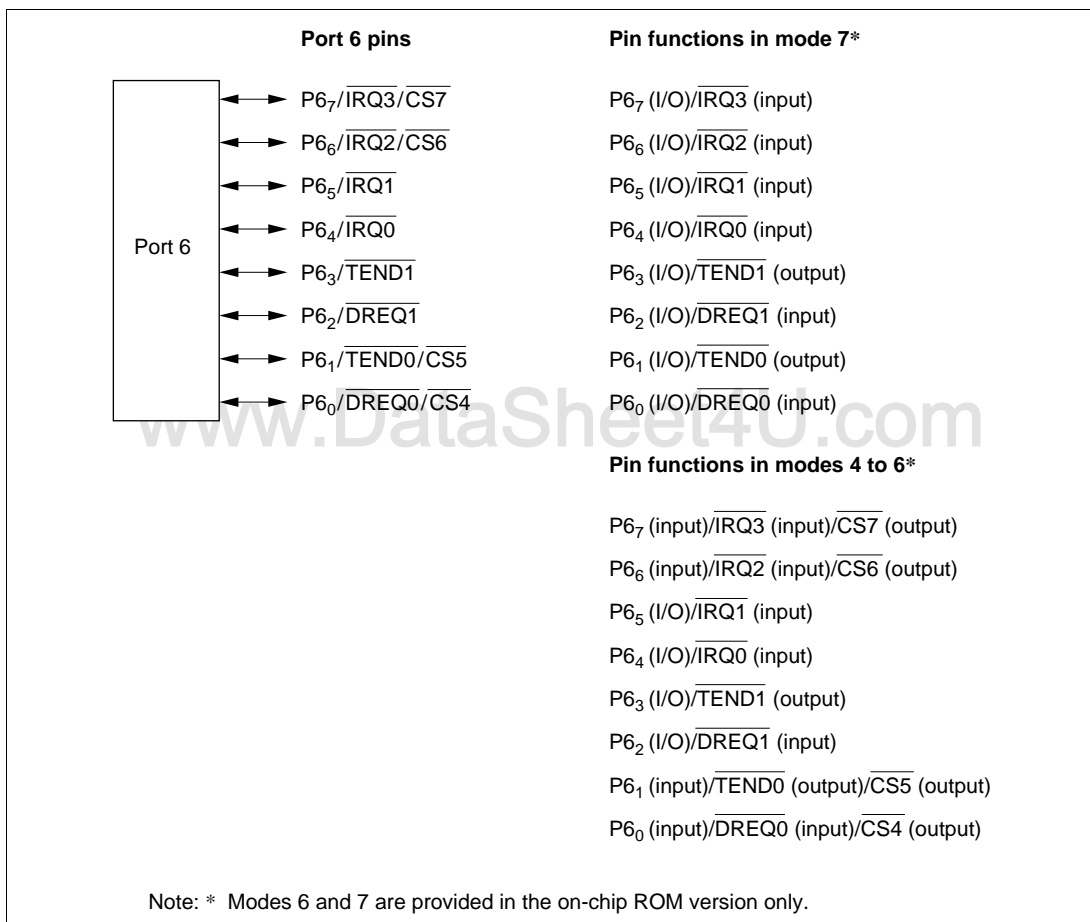 Port 6 pins
Pin functions in mode 7*
Port 6
P6₇/IRQ3/CS7
P6₇ (I/O)/IRQ3 (input)
P6₆/IRQ2/CS6
P6₆ (I/O)/IRQ2 (input)
P6₅/IRQ1
P6₅ (I/O)/IRQ1 (input)
P6₄/IRQ0
P6₄ (I/O)/IRQ0 (input)
P6₃/TEND1
P6₃ (I/O)/TEND1 (output)
P6₂/DREQ1
P6₂ (I/O)/DREQ1 (input)
P6₁/TEND0/CS5
P6₁ (I/O)/TEND0 (output)
P6₀/DREQ0/CS4
P6₀ (I/O)/DREQ0 (input)
www.DataSheet4U.com
Pin functions in modes 4 to 6*
P6₇ (input)/IRQ3 (input)/CS7 (output)
P6₆ (input)/IRQ2 (input)/CS6 (output)
P6₅ (I/O)/IRQ1 (input)
P6₄ (I/O)/IRQ0 (input)
P6₃ (I/O)/TEND1 (output)
P6₂ (I/O)/DREQ1 (input)
P6₁ (input)/TEND0 (output)/CS5 (output)
P6₀ (input)/DREQ0 (input)/CS4 (output)
Note: * Modes 6 and 7 are provided in the on-chip ROM version only.